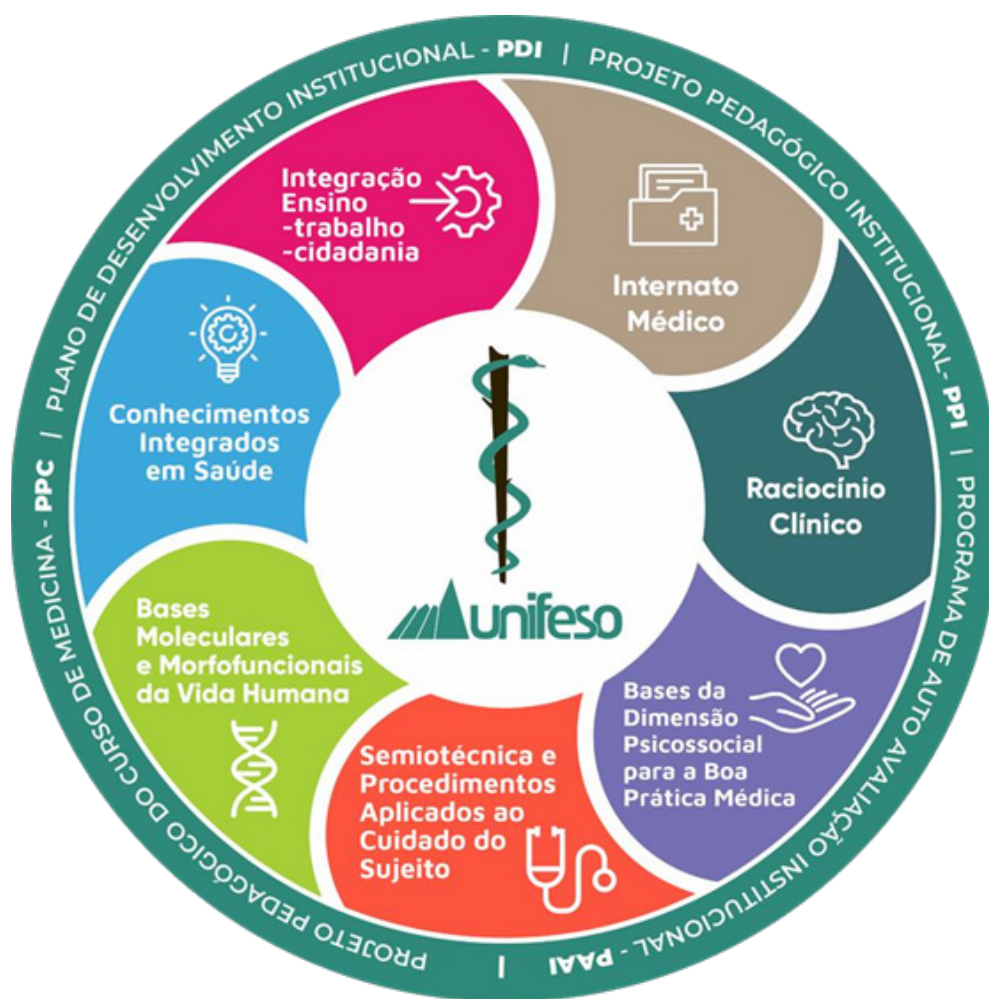 PLANO DE DESENVOLVIMENTO INSTITUCIONAL - PDI | PROJETO PEDAGÓGICO INSTITUCIONAL- PPI | PROGRAMA DE AUTO AVALIAÇÃO INSTITUCIONAL - PAAI | PROJETO PEDAGÓGICO DO CURSO DE MEDICINA - PPC |
Integração
Ensino
-trabalho
-cidadania
Internato
Médico
Raciocínio
Clínico
Bases da
Dimensão
Psicossocial
para a Boa
Prática Médica
Semiotécnica e
Procedimentos
Aplicados ao
Cuidado do
Sujeito
Bases
Moleculares
e Morfofuncionais
da Vida Humana
Conhecimentos
Integrados
em Saúde
unifeso